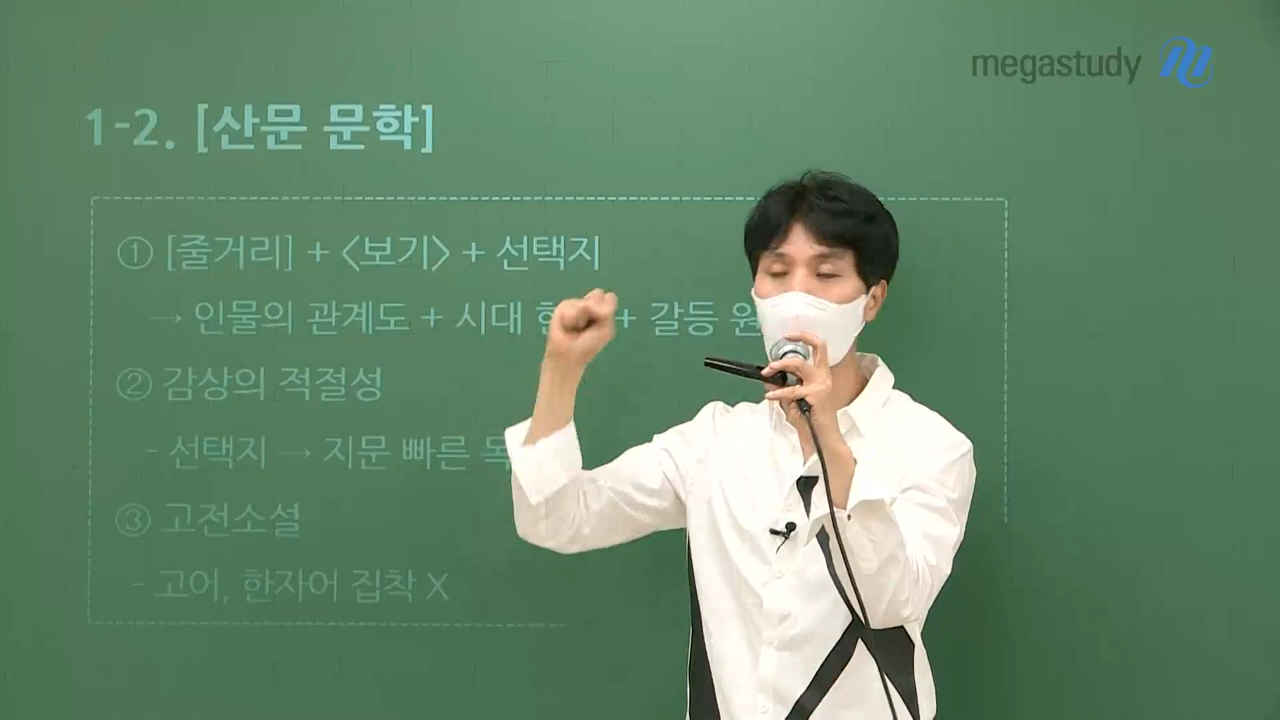 megastudy
1-2. [산문 문학]
① [줄거리] + <보기> + 선택지
→ 인물의 관계도 + 시대 + 갈등
② 감상의 적절성
- 선택지 → 지문 빠른
③ 고전소설
- 고어, 한자어 집착 X